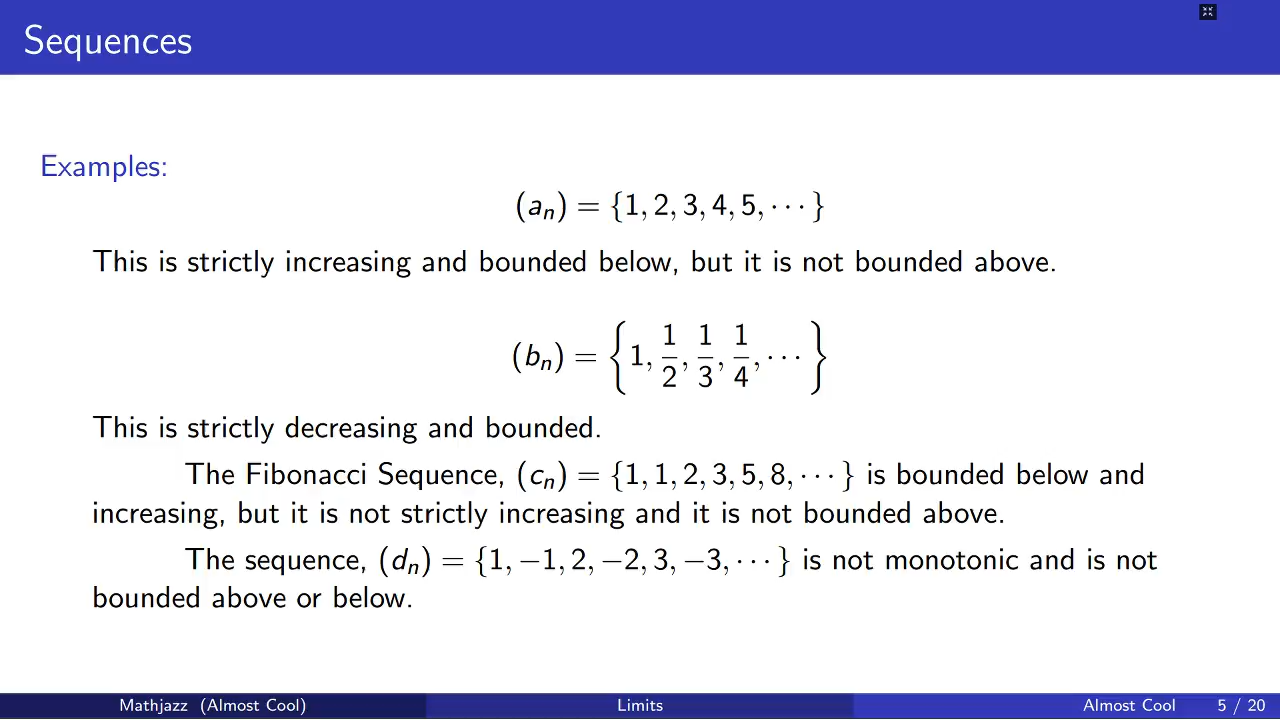 Sequences
Examples:
(aₙ) = {1, 2, 3, 4, 5, ⋯}
This is strictly increasing and bounded below, but it is not bounded above.
(bₙ) = {1, 1/2, 1/3, 1/4, ⋯}
This is strictly decreasing and bounded.
The Fibonacci Sequence, (cₙ) = {1, 1, 2, 3, 5, 8, ⋯} is bounded below and
increasing, but it is not strictly increasing and it is not bounded above.
The sequence, (dₙ) = {1, −1, 2, −2, 3, −3, ⋯} is not monotonic and is not
bounded above or below.
Mathjazz (Almost Cool) Limits Almost Cool 5 / 20